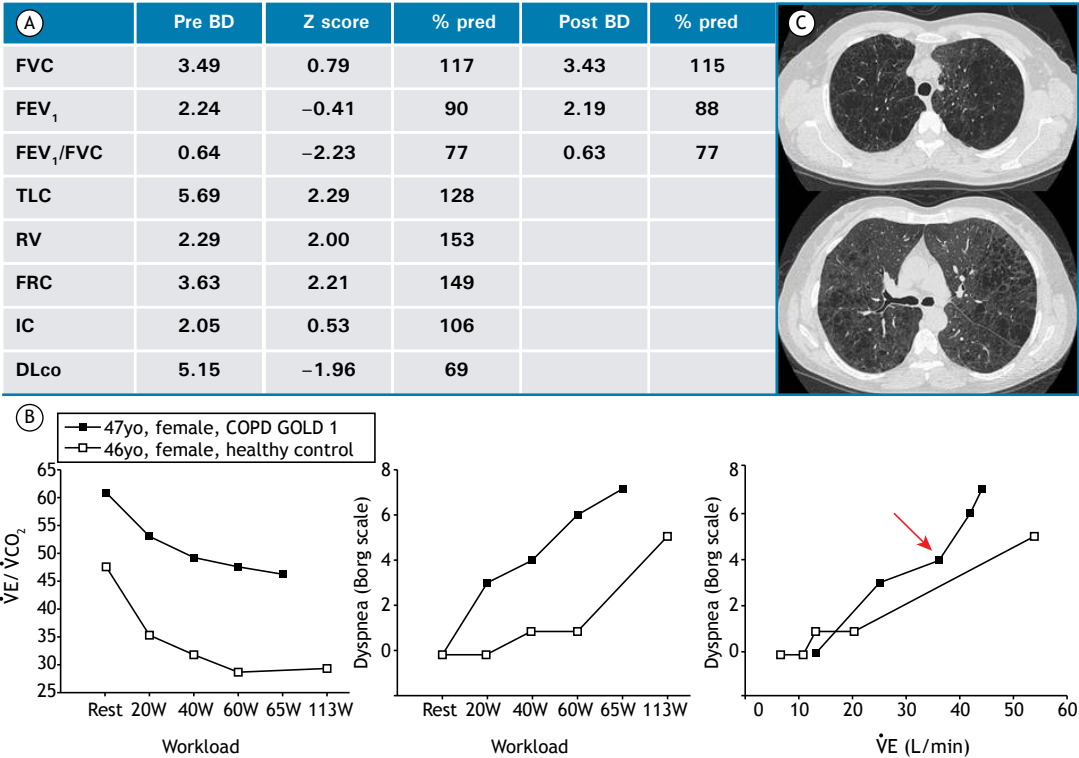 A Pre BD Z score % pred Post BD % pred
FVC 3.49 0.79 117 3.43 115
FEV₁ 2.24 −0.41 90 2.19 88
FEV₁/FVC 0.64 −2.23 77 0.63 77
TLC 5.69 2.29 128
RV 2.29 2.00 153
FRC 3.63 2.21 149
IC 2.05 0.53 106
DLco 5.15 −1.96 69
C
B
47yo, female, COPD GOLD 1
46yo, female, healthy control
V̇E/V̇CO₂
65
60
55
50
45
40
35
30
25
Rest 20W 40W 60W 65W 113W
Workload
Dyspnea (Borg scale)
8
6
4
2
0
Rest 20W 40W 60W 65W 113W
Workload
Dyspnea (Borg scale)
8
6
4
2
0
0 10 20 30 40 50 60
V̇E (L/min)